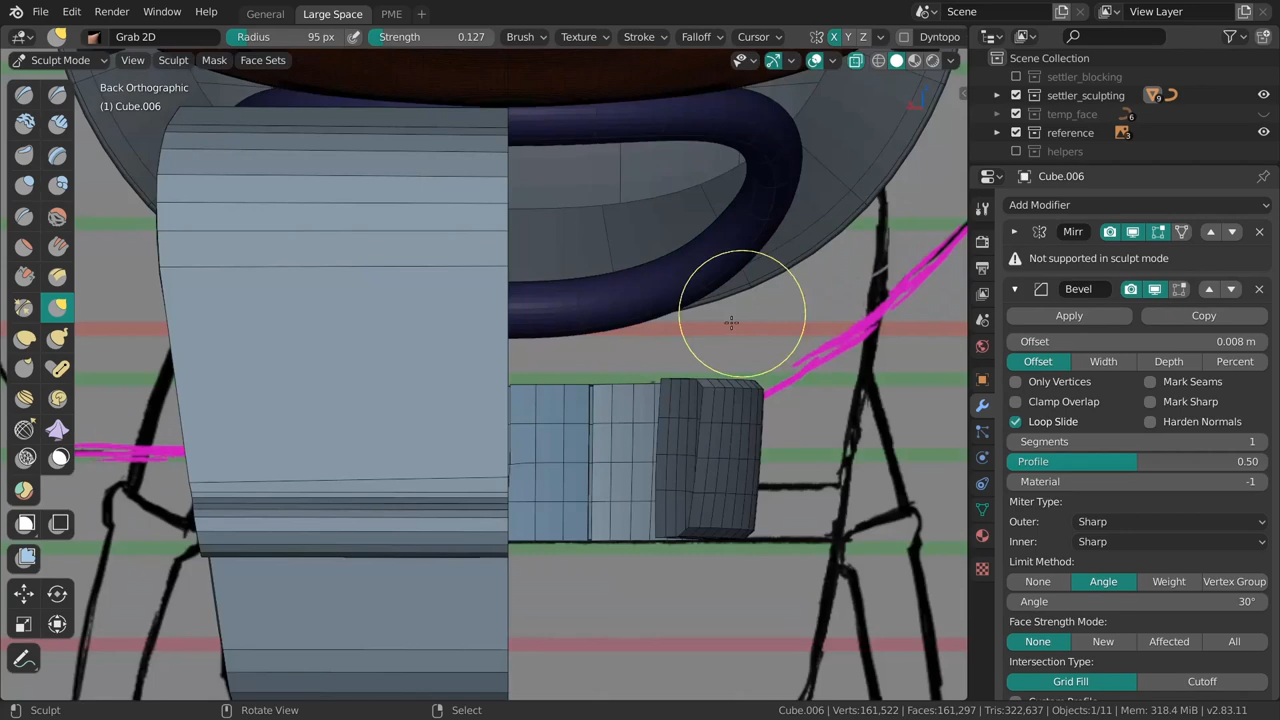 File Edit Render Window Help General Large Space PME + Scene View Layer
Grab 2D Radius 95 px Strength 0.127 Brush Texture Stroke Falloff Cursor X Y Z Dyntopo
Sculpt Mode View Sculpt Mask Face Sets
Back Orthographic
(1) Cube.006
Scene Collection
settler_blocking
settler_sculpting 9
temp_face 6
reference 3
helpers
Cube.006
Add Modifier
Mirr
Not supported in sculpt mode
Bevel
Apply Copy
Offset 0.008 m
Offset Width Depth Percent
Only Vertices Mark Seams
Clamp Overlap Mark Sharp
Loop Slide Harden Normals
Segments 1
Profile 0.50
Material -1
Miter Type:
Outer: Sharp
Inner: Sharp
Limit Method:
None Angle Weight Vertex Group
Angle 30°
Face Strength Mode:
None New Affected All
Intersection Type:
Grid Fill Cutoff
Sculpt Rotate View Select Cube.006 | Verts:161,522 | Faces:161,297 | Tris:322,637 | Objects:1/11 | Mem: 318.4 MiB | v2.83.11